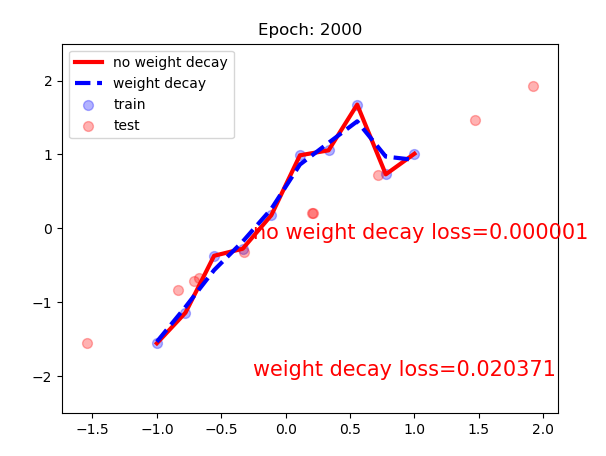 Epoch: 2000
no weight decay
weight decay
train
test
2
1
0
−1
−2
no weight decay loss=0.000001
weight decay loss=0.020371
−1.5
−1.0
−0.5
0.0
0.5
1.0
1.5
2.0